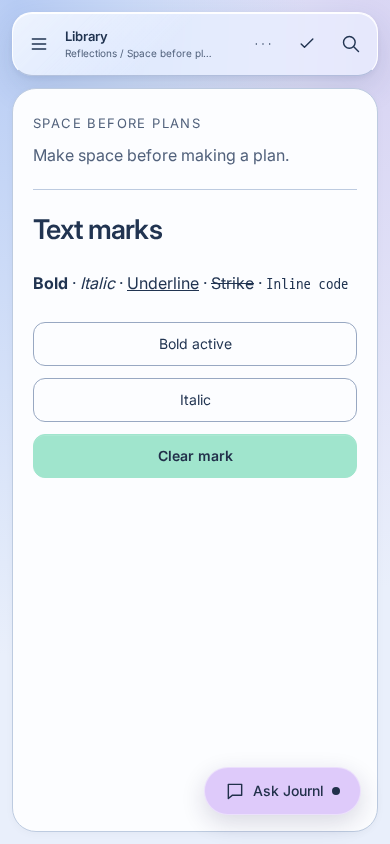 Library
Reflections / Space before pl...
SPACE BEFORE PLANS
Make space before making a plan.
Text marks
Bold · Italic · Underline · Strike · Inline code
Bold active
Italic
Clear mark
Ask Journl